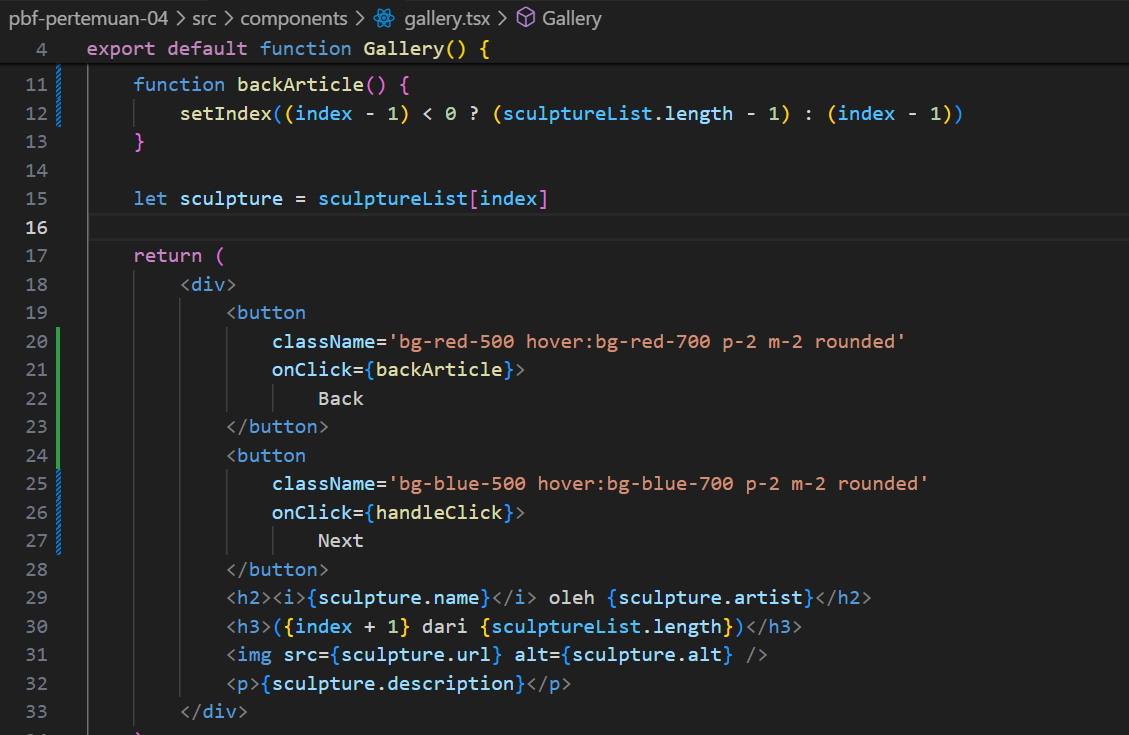 pbf-pertemuan-04 > src > components > gallery.tsx > Gallery
4 export default function Gallery() {
11 function backArticle() {
12 setIndex((index - 1) < 0 ? (sculptureList.length - 1) : (index - 1))
13 }
14
15 let sculpture = sculptureList[index]
16
17 return (
18 <div>
19 <button
20 className='bg-red-500 hover:bg-red-700 p-2 m-2 rounded'
21 onClick={backArticle}>
22 Back
23 </button>
24 <button
25 className='bg-blue-500 hover:bg-blue-700 p-2 m-2 rounded'
26 onClick={handleClick}>
27 Next
28 </button>
29 <h2><i>{sculpture.name}</i> oleh {sculpture.artist}</h2>
30 <h3>({index + 1} dari {sculptureList.length})</h3>
31 <img src={sculpture.url} alt={sculpture.alt} />
32 <p>{sculpture.description}</p>
33 </div>